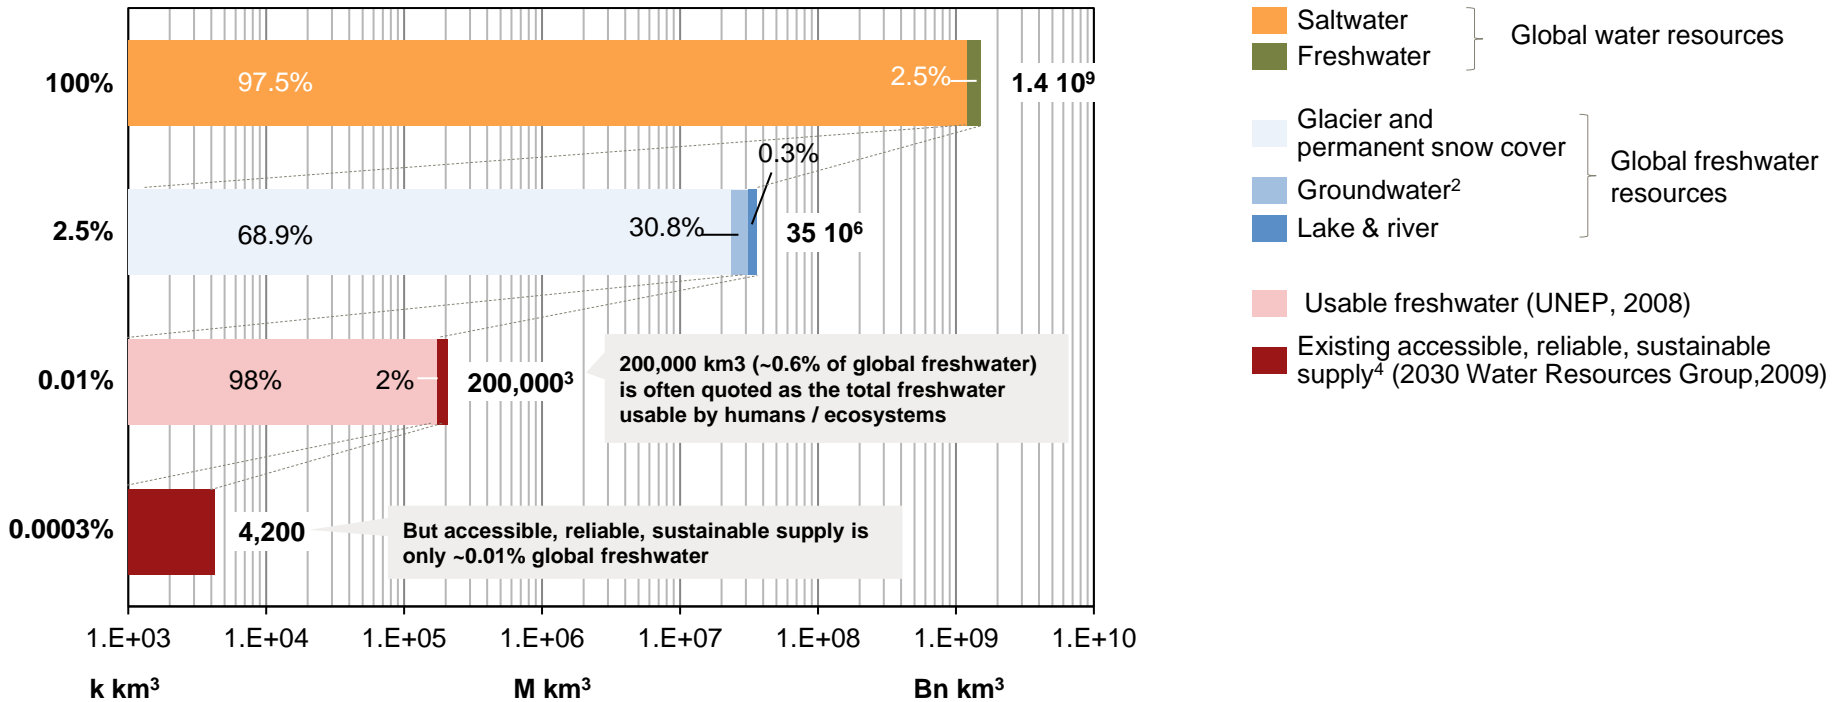 100%
97.5%
2.5%
1.4 10⁹
0.3%
2.5%
68.9%
30.8%
35 10⁶
0.01%
98%
2%
200,000³
200,000 km3 (~0.6% of global freshwater)
is often quoted as the total freshwater
usable by humans / ecosystems
0.0003%
4,200
But accessible, reliable, sustainable supply is
only ~0.01% global freshwater
1.E+03 1.E+04 1.E+05 1.E+06 1.E+07 1.E+08 1.E+09 1.E+10
k km³ M km³ Bn km³
Saltwater
Freshwater
Global water resources
Glacier and
permanent snow cover
Groundwater²
Lake & river
Global freshwater
resources
Usable freshwater (UNEP, 2008)
Existing accessible, reliable, sustainable
supply⁴ (2030 Water Resources Group,2009)